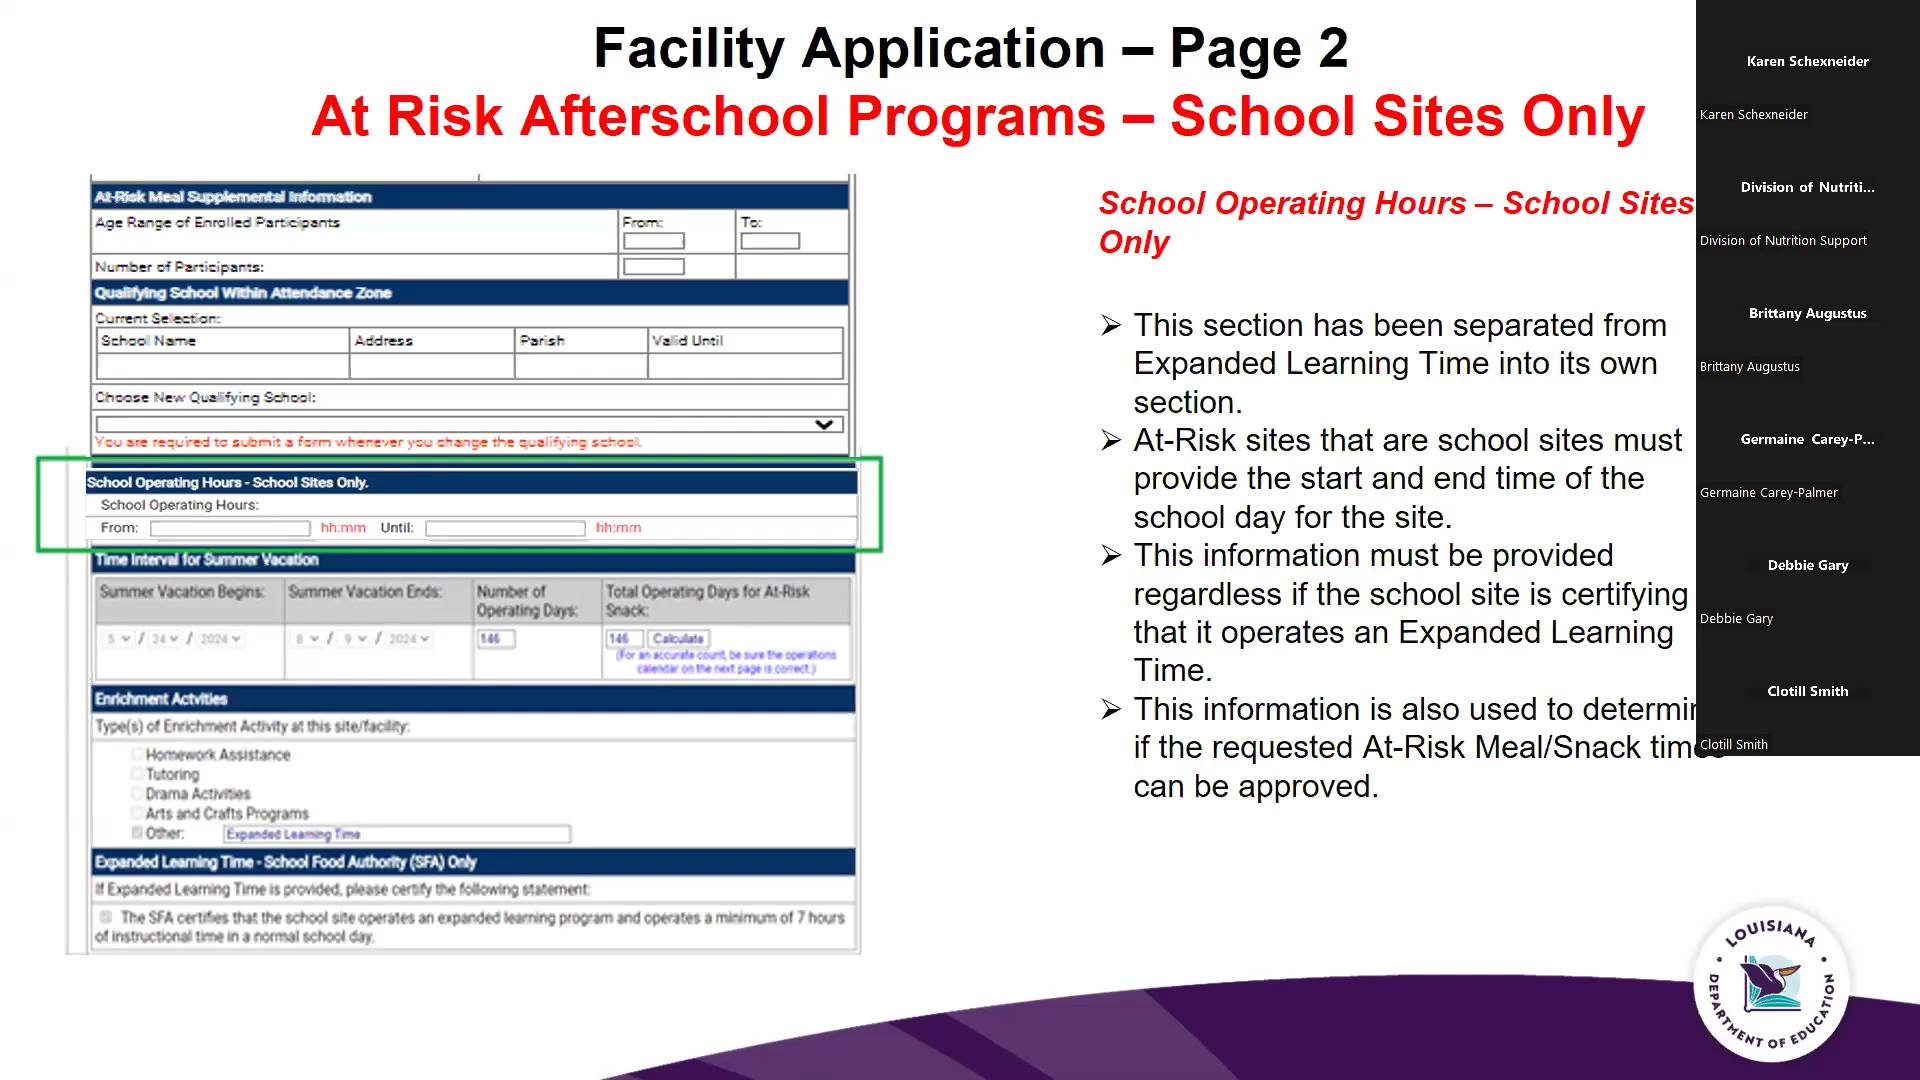 Facility Application – Page 2
At Risk Afterschool Programs – School Sites Only
At-Risk Meal Supplemental Information
Age Range of Enrolled Participants
From:
To:
Number of Participants:
Qualifying School Within Attendance Zone
Current Selection:
School Name
Address
Parish
Valid Until
Choose New Qualifying School:
You are required to submit a form whenever you change the qualifying school.
School Operating Hours - School Sites Only.
School Operating Hours:
From:
hh:mm
Until:
hh:mm
Time Interval for Summer Vacation
Summer Vacation Begins:
Summer Vacation Ends:
Number of
Operating Days:
Total Operating Days for At-Risk
Snack:
5 / 24 / 2024
8 / 9 / 2024
146
146
Calculate
(For an accurate count, be sure the operations
calendar on the next page is correct.)
Enrichment Actvities
Type(s) of Enrichment Activity at this site/facility:
Homework Assistance
Tutoring
Drama Activities
Arts and Crafts Programs
Other:
Expanded Learning Time
Expanded Learning Time - School Food Authority (SFA) Only
If Expanded Learning Time is provided, please certify the following statement:
The SFA certifies that the school site operates an expanded learning program and operates a minimum of 7 hours
of instructional time in a normal school day.
School Operating Hours – School Sites
Only
➢ This section has been separated from
Expanded Learning Time into its own
section.
➢ At-Risk sites that are school sites must
provide the start and end time of the
school day for the site.
➢ This information must be provided
regardless if the school site is certifying
that it operates an Expanded Learning
Time.
➢ This information is also used to determin
if the requested At-Risk Meal/Snack time
can be approved.
Karen Schexneider
Karen Schexneider
Division of Nutriti...
Division of Nutrition Support
Brittany Augustus
Brittany Augustus
Germaine Carey-P...
Germaine Carey-Palmer
Debbie Gary
Debbie Gary
Clotill Smith
Clotill Smith
LOUISIANA
DEPARTMENT OF EDUCATION